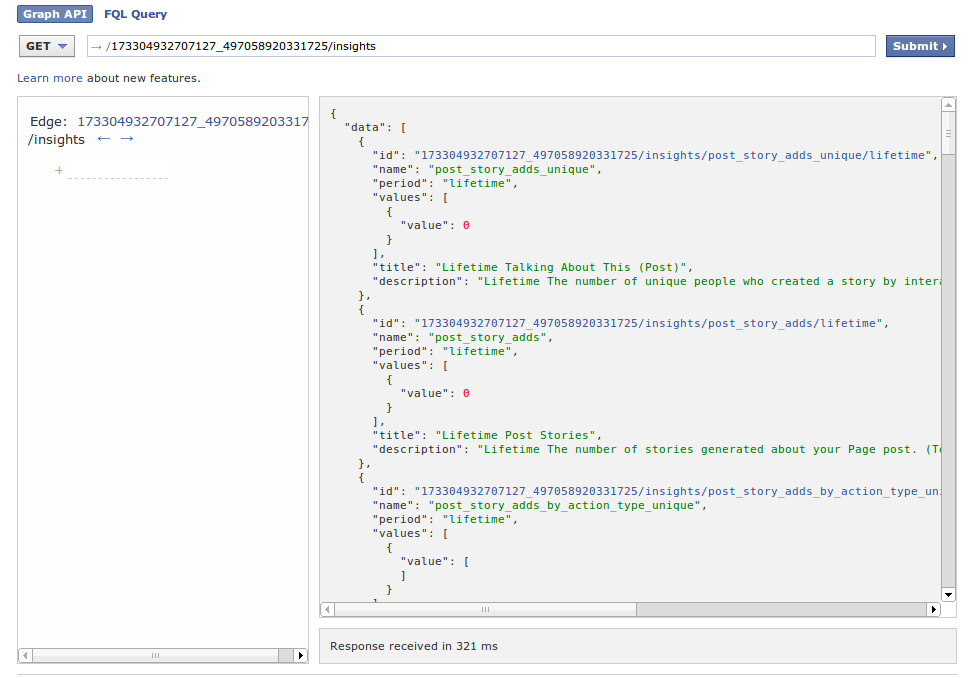 Graph API FQL Query
GET → /173304932707127_497058920331725/insights Submit
Learn more about new features.
Edge: 173304932707127_4970589203317
/insights ← →
+
{
"data": [
{
"id": "173304932707127_497058920331725/insights/post_story_adds_unique/lifetime",
"name": "post_story_adds_unique",
"period": "lifetime",
"values": [
{
"value": 0
}
],
"title": "Lifetime Talking About This (Post)",
"description": "Lifetime The number of unique people who created a story by intera
},
{
"id": "173304932707127_497058920331725/insights/post_story_adds/lifetime",
"name": "post_story_adds",
"period": "lifetime",
"values": [
{
"value": 0
}
],
"title": "Lifetime Post Stories",
"description": "Lifetime The number of stories generated about your Page post. (To
},
{
"id": "173304932707127_497058920331725/insights/post_story_adds_by_action_type_uni
"name": "post_story_adds_by_action_type_unique",
"period": "lifetime",
"values": [
{
"value": [
]
}
Response received in 321 ms